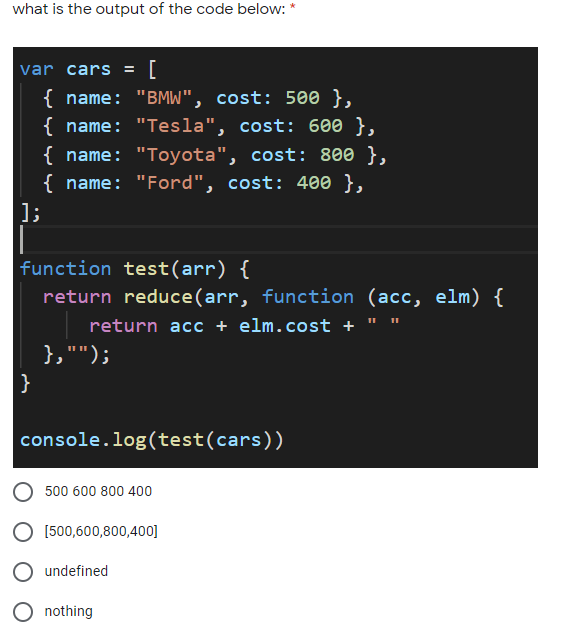 what is the output of the code below: *
var cars = [
{ name: "BMW", cost: 500 },
{ name: "Tesla", cost: 600 },
{ name: "Toyota", cost: 800 },
{ name: "Ford", cost: 400 },
];
function test(arr) {
return reduce(arr, function (acc, elm) {
return acc + elm.cost + " "
},"");
}
console.log(test(cars))
500 600 800 400
[500,600,800,400]
undefined
nothing